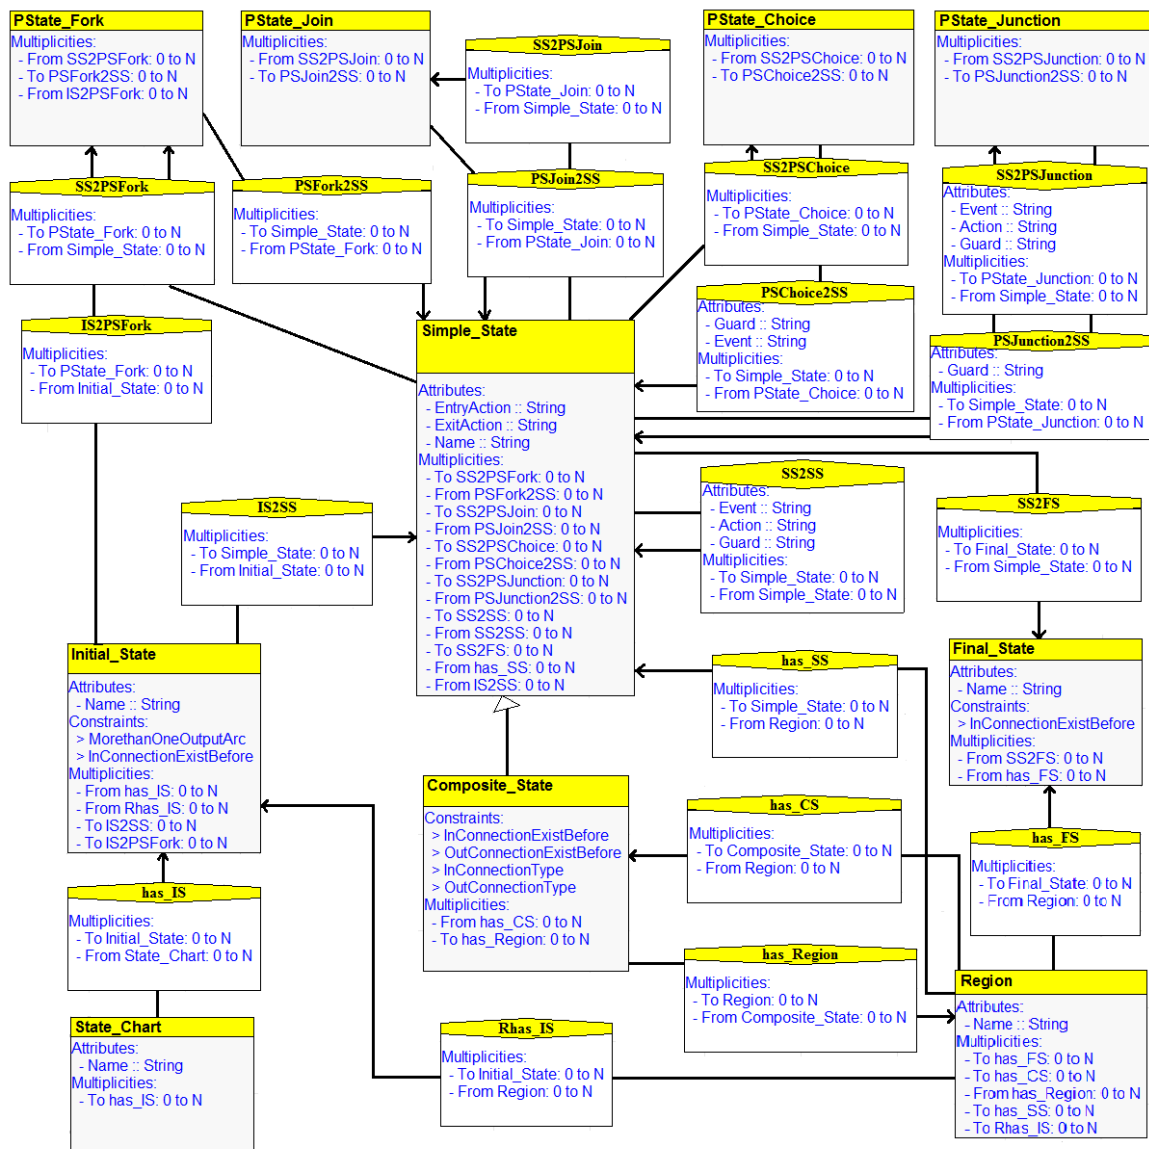 PState_Fork
Multiplicities:
- From SS2PSFork: 0 to N
- To PSFork2SS: 0 to N
- From IS2PSFork: 0 to N
PState_Join
Multiplicities:
- From SS2PSJoin: 0 to N
- To PSJoin2SS: 0 to N
SS2PSJoin
Multiplicities:
- To PState_Join: 0 to N
- From Simple_State: 0 to N
PState_Choice
Multiplicities:
- From SS2PSChoice: 0 to N
- To PSChoice2SS: 0 to N
PState_Junction
Multiplicities:
- From SS2PSJunction: 0 to N
- To PSJunction2SS: 0 to N
SS2PSFork
Multiplicities:
- To PState_Fork: 0 to N
- From Simple_State: 0 to N
PSFork2SS
Multiplicities:
- To Simple_State: 0 to N
- From PState_Fork: 0 to N
PSJoin2SS
Multiplicities:
- To Simple_State: 0 to N
- From PState_Join: 0 to N
SS2PSChoice
Multiplicities:
- To PState_Choice: 0 to N
- From Simple_State: 0 to N
SS2PSJunction
Attributes:
- Event :: String
- Action :: String
- Guard :: String
Multiplicities:
- To PState_Junction: 0 to N
- From Simple_State: 0 to N
IS2PSFork
Multiplicities:
- To PState_Fork: 0 to N
- From Initial_State: 0 to N
Simple_State
Attributes:
- EntryAction :: String
- ExitAction :: String
- Name :: String
Multiplicities:
- To SS2PSFork: 0 to N
- From PSFork2SS: 0 to N
- To SS2PSJoin: 0 to N
- From PSJoin2SS: 0 to N
- To SS2PSChoice: 0 to N
- From PSChoice2SS: 0 to N
- To SS2PSJunction: 0 to N
- From PSJunction2SS: 0 to N
- To SS2SS: 0 to N
- From SS2SS: 0 to N
- To SS2FS: 0 to N
- From has_SS: 0 to N
- From IS2SS: 0 to N
PSChoice2SS
Attributes:
- Guard :: String
- Event :: String
Multiplicities:
- To Simple_State: 0 to N
- From PState_Choice: 0 to N
PSJunction2SS
Attributes:
- Guard :: String
Multiplicities:
- To Simple_State: 0 to N
- From PState_Junction: 0 to N
IS2SS
Multiplicities:
- To Simple_State: 0 to N
- From Initial_State: 0 to N
SS2SS
Attributes:
- Event :: String
- Action :: String
- Guard :: String
Multiplicities:
- To Simple_State: 0 to N
- From Simple_State: 0 to N
SS2FS
Multiplicities:
- To Final_State: 0 to N
- From Simple_State: 0 to N
Initial_State
Attributes:
- Name :: String
Constraints:
> MorethanOneOutputArc
> InConnectionExistBefore
Multiplicities:
- From has_IS: 0 to N
- From Rhas_IS: 0 to N
- To IS2SS: 0 to N
- To IS2PSFork: 0 to N
has_SS
Multiplicities:
- To Simple_State: 0 to N
- From Region: 0 to N
Final_State
Attributes:
- Name :: String
Constraints:
> InConnectionExistBefore
Multiplicities:
- From SS2FS: 0 to N
- From has_FS: 0 to N
Composite_State
Constraints:
> InConnectionExistBefore
> OutConnectionExistBefore
> InConnectionType
> OutConnectionType
Multiplicities:
- From has_CS: 0 to N
- To has_Region: 0 to N
has_CS
Multiplicities:
- To Composite_State: 0 to N
- From Region: 0 to N
has_FS
Multiplicities:
- To Final_State: 0 to N
- From Region: 0 to N
has_IS
Multiplicities:
- To Initial_State: 0 to N
- From State_Chart: 0 to N
has_Region
Multiplicities:
- To Region: 0 to N
- From Composite_State: 0 to N
Region
Attributes:
- Name :: String
Multiplicities:
- To has_FS: 0 to N
- To has_CS: 0 to N
- From has_Region: 0 to N
- To has_SS: 0 to N
- To Rhas_IS: 0 to N
State_Chart
Attributes:
- Name :: String
Multiplicities:
- To has_IS: 0 to N
Rhas_IS
Multiplicities:
- To Initial_State: 0 to N
- From Region: 0 to N